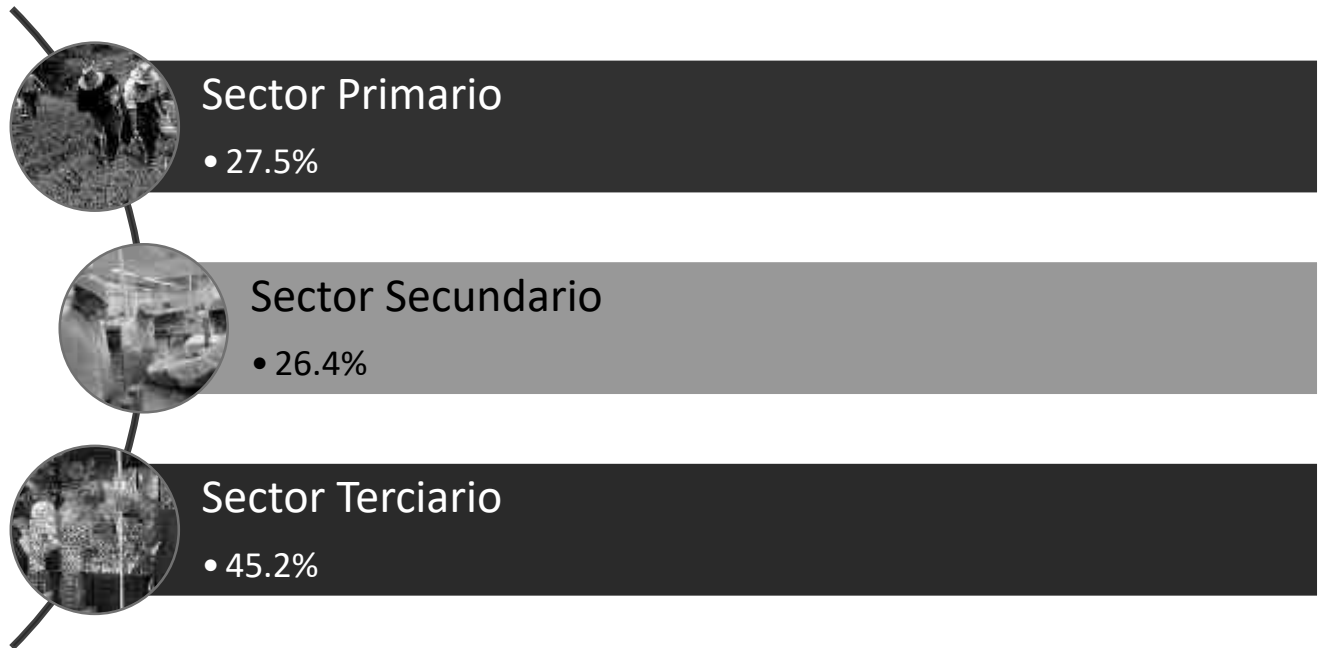 Sector Primario
• 27.5%
Sector Secundario
• 26.4%
Sector Terciario
• 45.2%